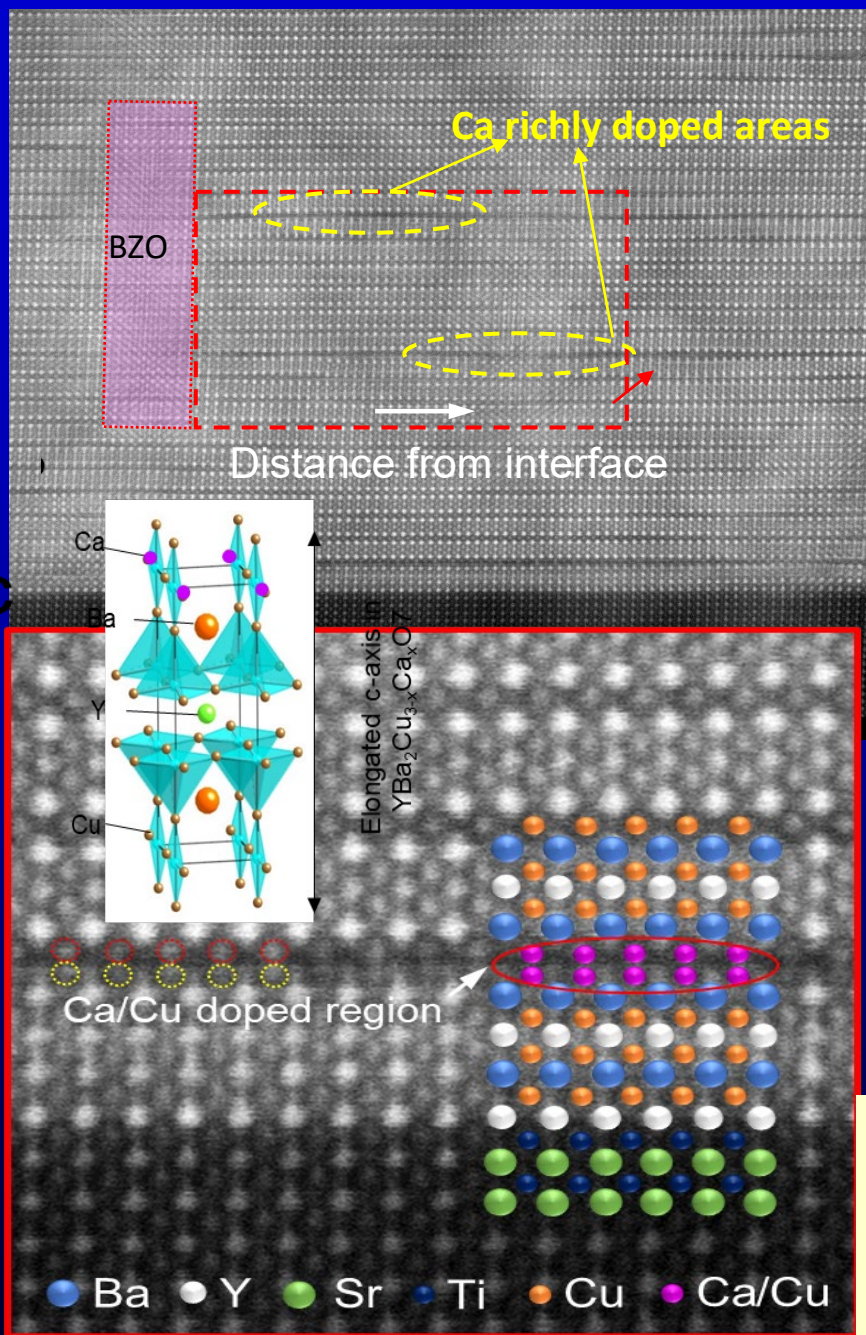 Ca richly doped areas
BZO
Distance from interface
Ca
Ba
Y
Cu
Elongated c-axis in
YBa₂Cu₃₋ₓCaₓO7
Ca/Cu doped region
Ba Y Sr Ti Cu Ca/Cu